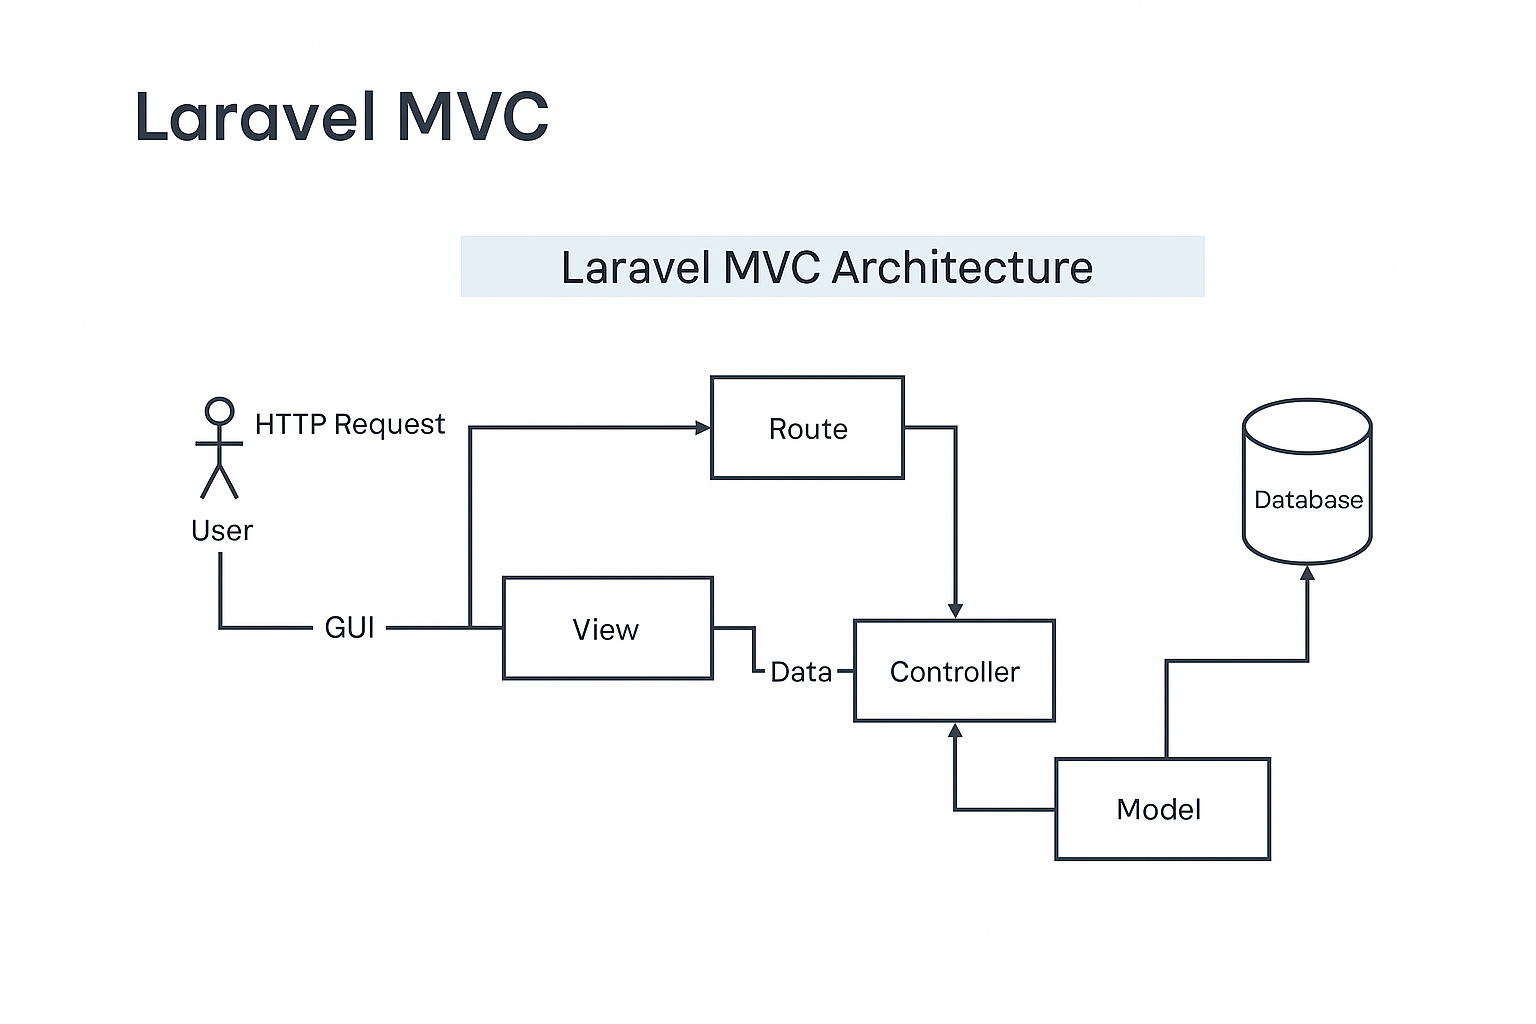 Laravel MVC
Laravel MVC Architecture
HTTP Request
User
GUI
Route
View
Data
Controller
Model
Database